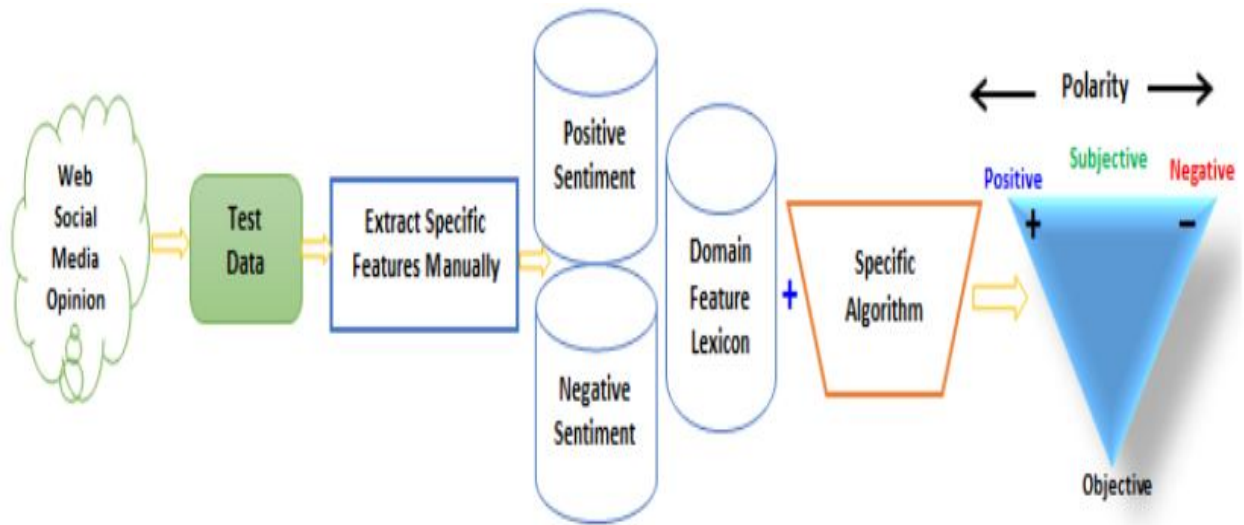 Web
Social
Media
Opinion
Test
Data
Extract Specific
Features Manually
Positive
Sentiment
Negative
Sentiment
Domain
Feature
Lexicon
+
Specific
Algorithm
Polarity
Positive
Subjective
Negative
+
−
Objective